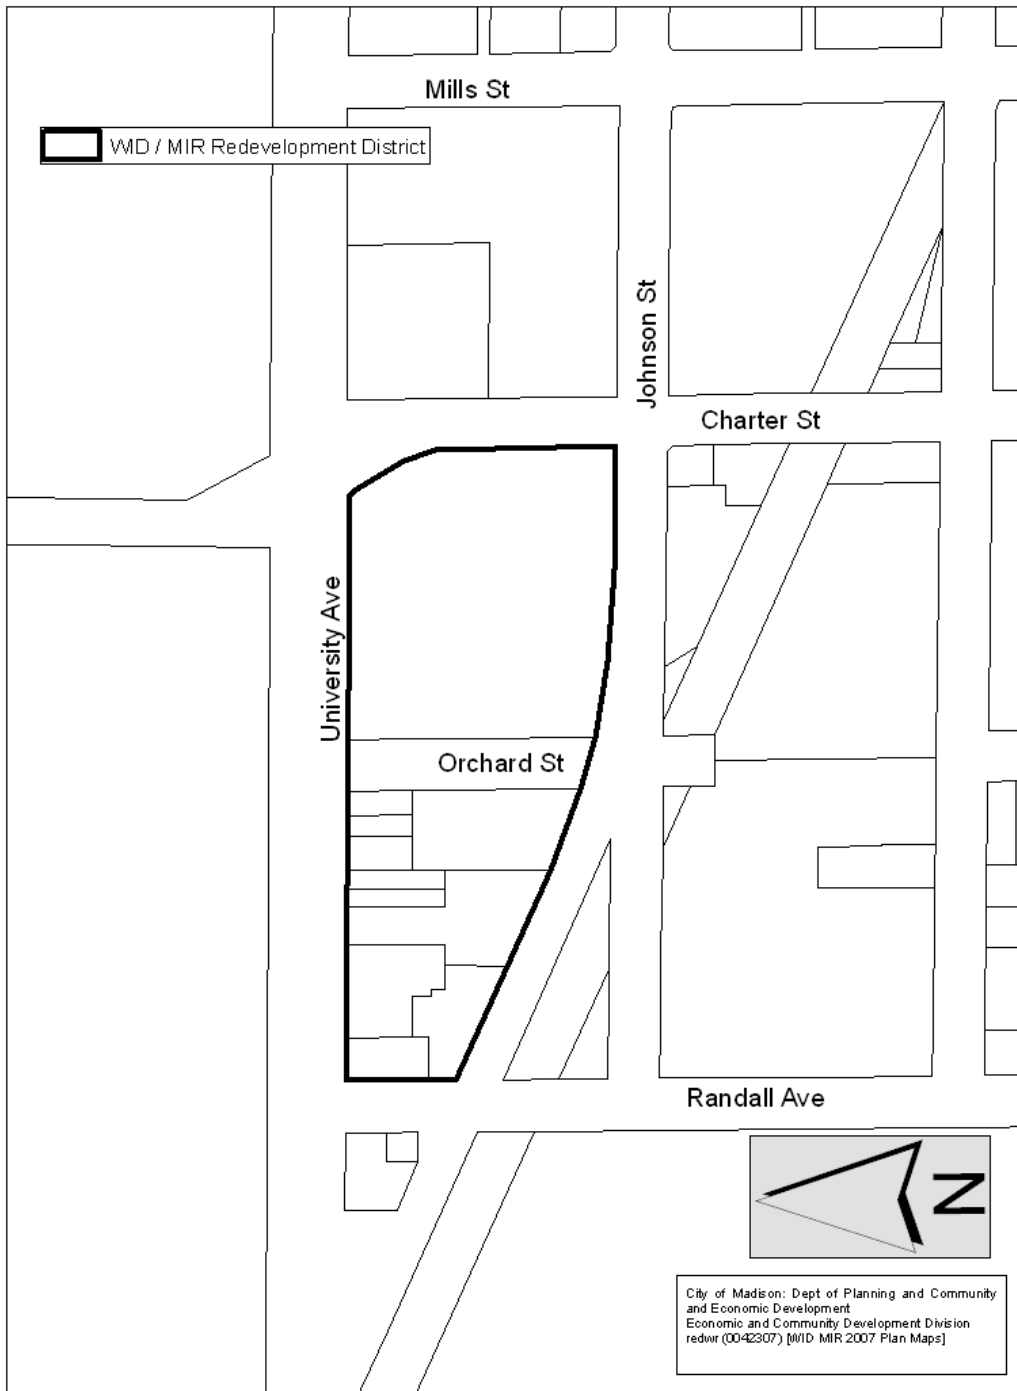 Mills St
WID / MIR Redevelopment District
Johnson St
Charter St
University Ave
Orchard St
Randall Ave
N
City of Madison: Dept of Planning and Community
and Economic Development
Economic and Community Development Division
redwr (0042307) [WID MIR 2007 Plan Maps]